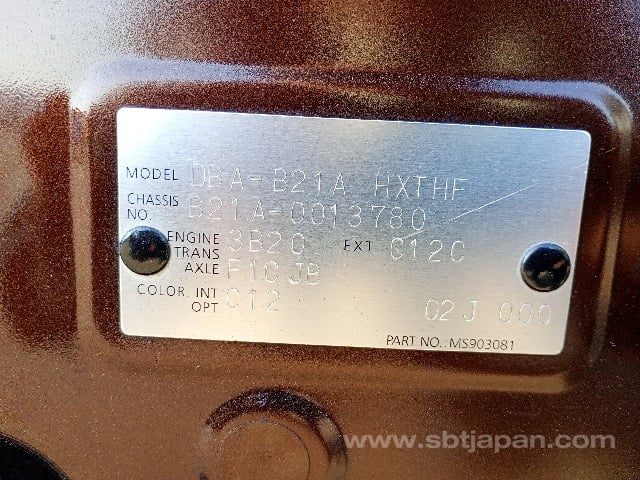 MODEL DBA-B21A HXTHF
CHASSIS NO. B21A-0013780
ENGINE 3B20 EXT C12C
TRANS AXLE F1CJB
COLOR. INT C12
OPT 02J 000
PART NO.: MS903081
www.sbtjapan.com